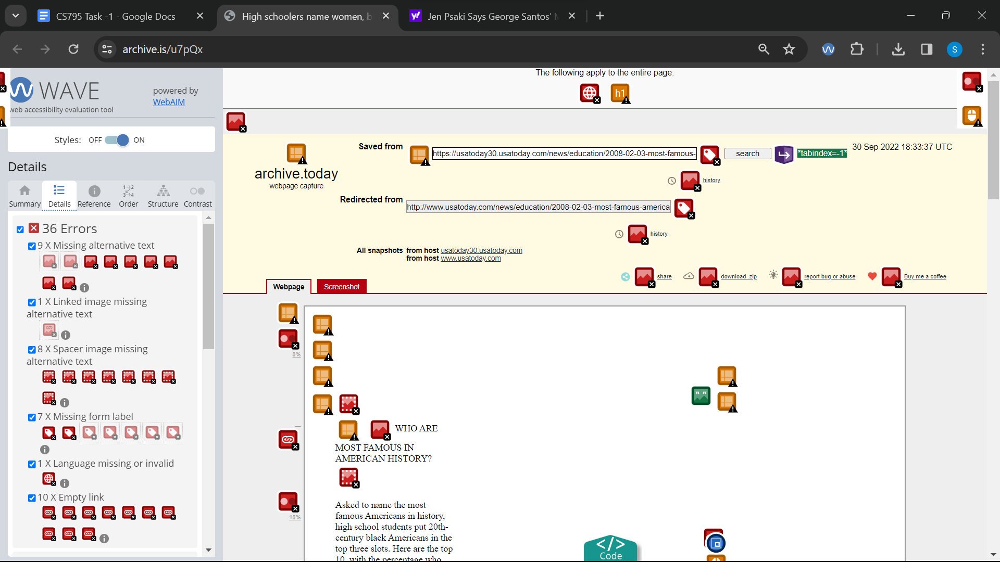 CS795 Task -1 - Google Docs
High schoolers name women, b
Jen Psaki Says George Santos'
archive.is/u7pQx
S
WAVE
web accessibility evaluation tool
powered by
WebAIM
Styles: OFF ON
Details
Summary Details Reference Order Structure Contrast
36 Errors
9 X Missing alternative text
1 X Linked image missing
alternative text
8 X Spacer image missing
alternative text
7 X Missing form label
1 X Language missing or invalid
10 X Empty link
The following apply to the entire page:
h1
archive.today
webpage capture
Saved from
https://usatoday30.usatoday.com/news/education/2008-02-03-most-famous-
search
*tabindex=-1*
30 Sep 2022 18:33:37 UTC
history
Redirected from
http://www.usatoday.com/news/education/2008-02-03-most-famous-america
history
All snapshots from host usatoday30.usatoday.com
from host www.usatoday.com
share
download .zip
report bug or abuse
Buy me a coffee
Webpage
Screenshot
0%
10%
WHO ARE
MOST FAMOUS IN
AMERICAN HISTORY?
Asked to name the most
famous Americans in history,
high school students put 20th-
century black Americans in the
top three slots. Here are the top
10, with the percentage who
</>
Code